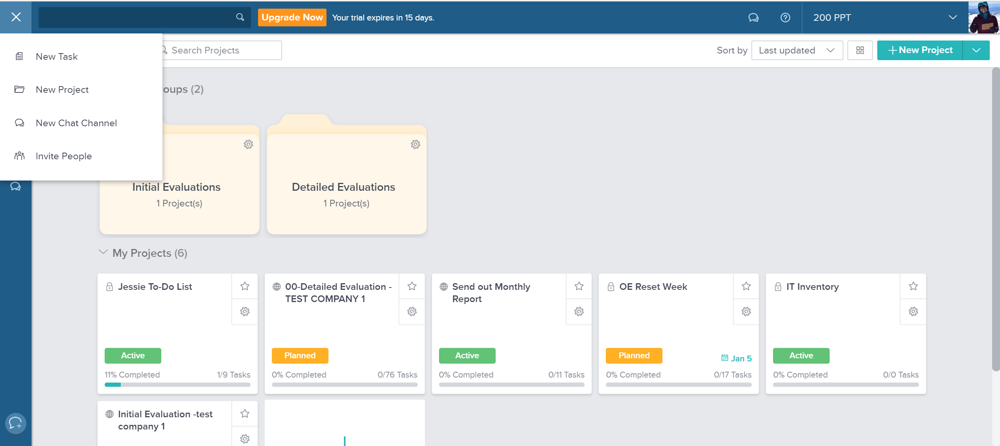 Upgrade Now
Your trial expires in 15 days.
200 PPT
New Task
New Project
New Chat Channel
Invite People
Search Projects
Sort by
Last updated
New Project
oups (2)
Initial Evaluations
1 Project(s)
Detailed Evaluations
1 Project(s)
My Projects (6)
Jessie To-Do List
Active
11% Completed
1/9 Tasks
00-Detailed Evaluation -
TEST COMPANY 1
Planned
0% Completed
0/76 Tasks
Send out Monthly
Report
Active
0% Completed
0/11 Tasks
OE Reset Week
Planned
Jan 5
0% Completed
0/17 Tasks
IT Inventory
Active
0% Completed
0/0 Tasks
Initial Evaluation -test
company 1